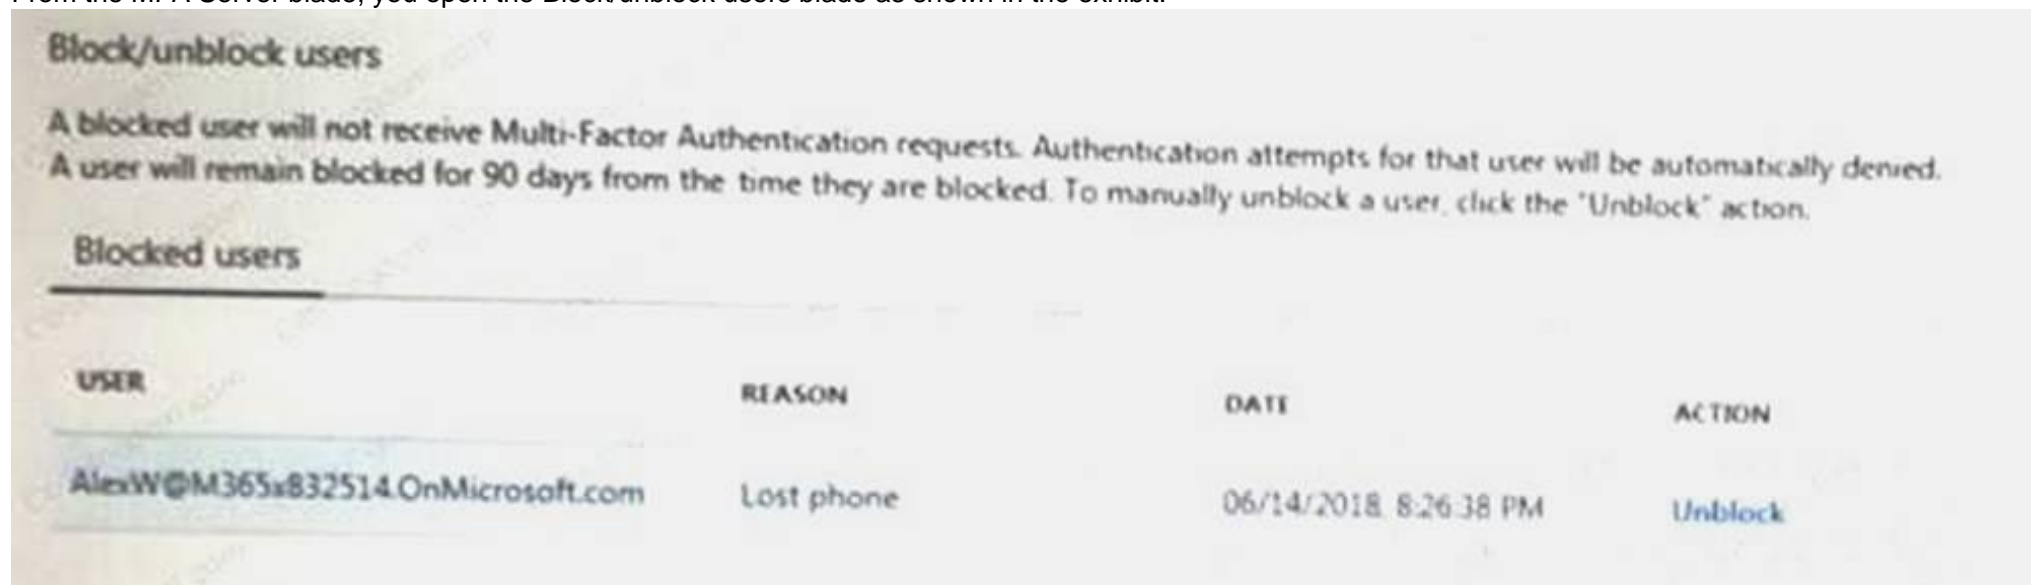 From the MFA Server blade, you open the Block/unblock users blade as shown in the exhibit.
Block/unblock users
A blocked user will not receive Multi-Factor Authentication requests. Authentication attempts for that user will be automatically denied.
A user will remain blocked for 90 days from the time they are blocked. To manually unblock a user, click the "Unblock" action.
Blocked users
USER REASON DATE ACTION
AlexW@M365x832514.OnMicrosoft.com Lost phone 06/14/2018, 8:26:38 PM Unblock